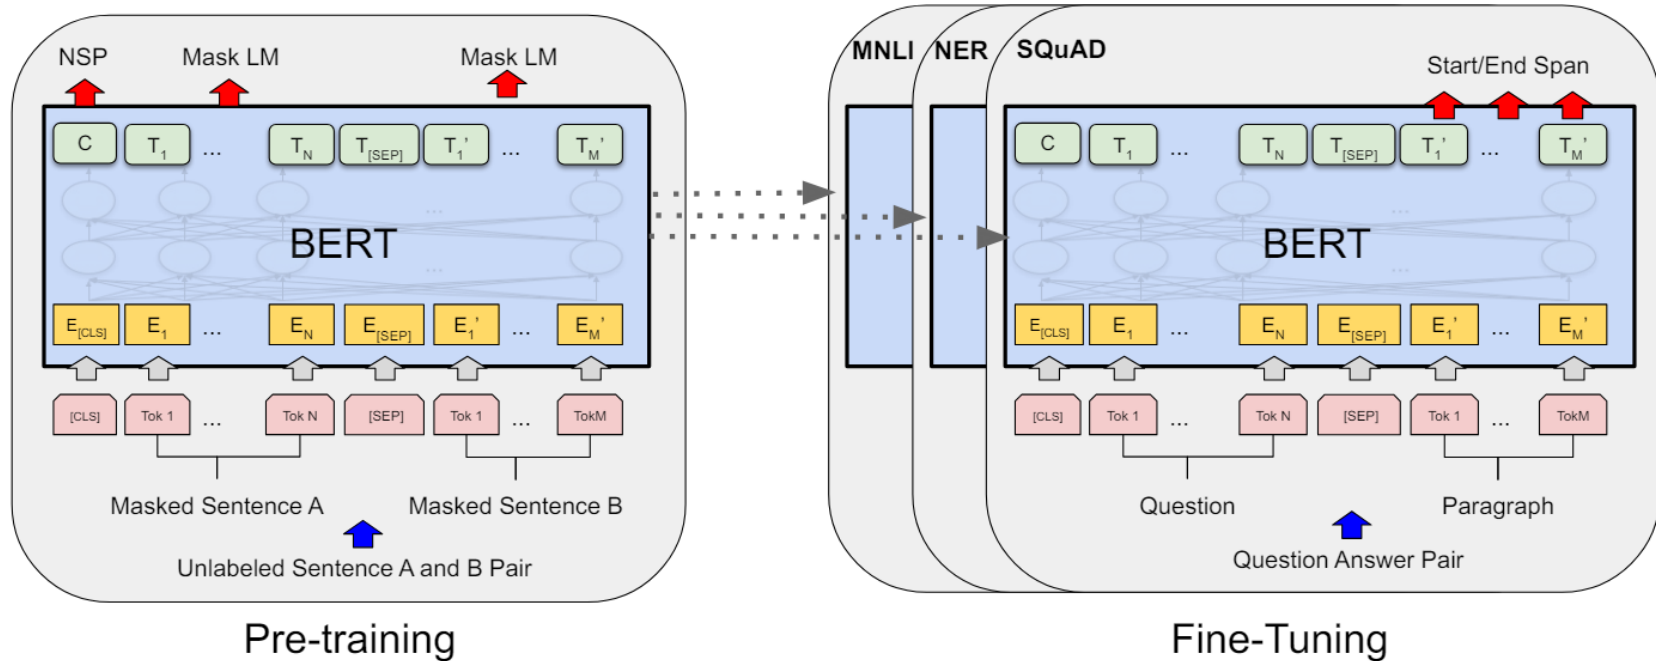 NSP Mask LM Mask LM
C T1 ... TN T[SEP] T1' ... TM'
...
BERT
...
E[CLS] E1 ... EN E[SEP] E1' ... EM'
[CLS] Tok 1 ... Tok N [SEP] Tok 1 ... TokM
Masked Sentence A Masked Sentence B
Unlabeled Sentence A and B Pair
Pre-training
MNLI NER SQuAD
Start/End Span
C T1 ... TN T[SEP] T1' ... TM'
...
BERT
...
E[CLS] E1 ... EN E[SEP] E1' ... EM'
[CLS] Tok 1 ... Tok N [SEP] Tok 1 ... TokM
Question Paragraph
Question Answer Pair
Fine-Tuning